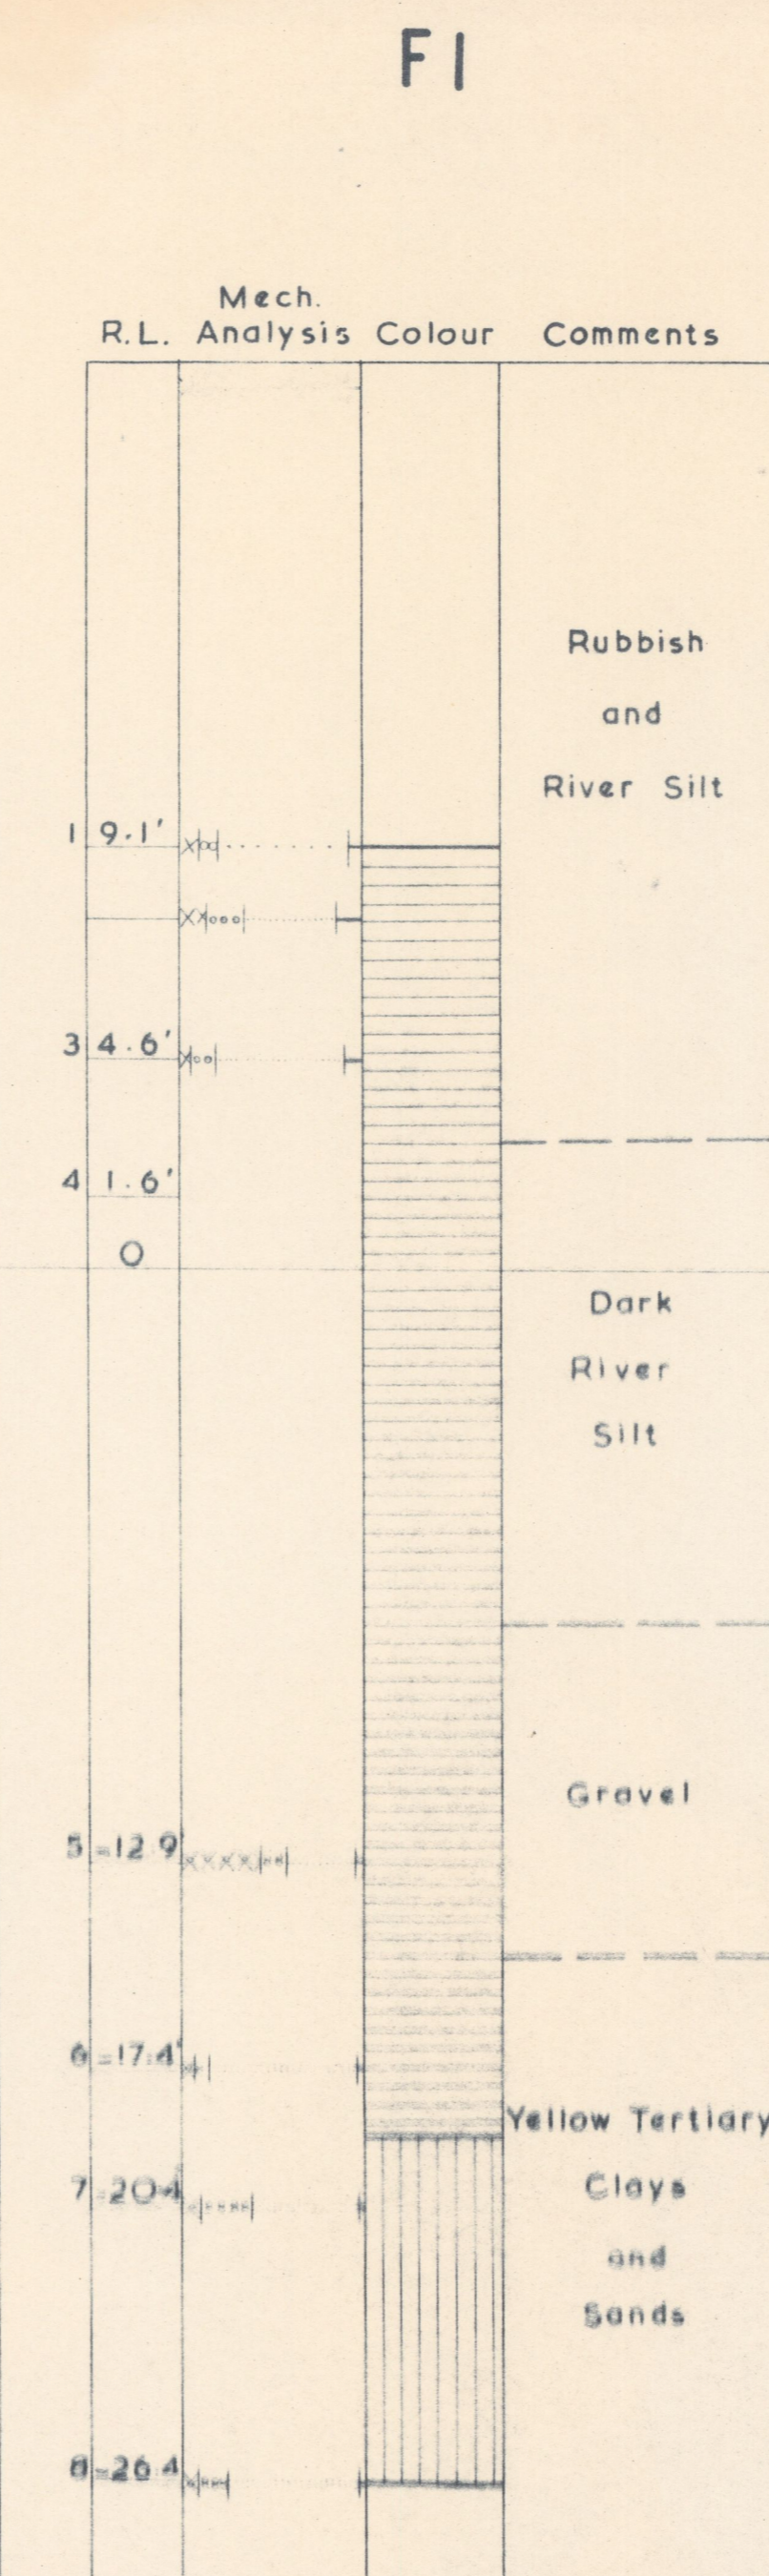 F1
Mech.
R.L. Analysis Colour Comments
Rubbish
and
River Silt
1 9.1'
3 4.6'
4 1.6'
O
Dark
River
Silt
Gravel
5 -12.9'
6 -17.4'
Yellow Tertiary
7 -20.4
Clays
and
Sands
8 -26.4